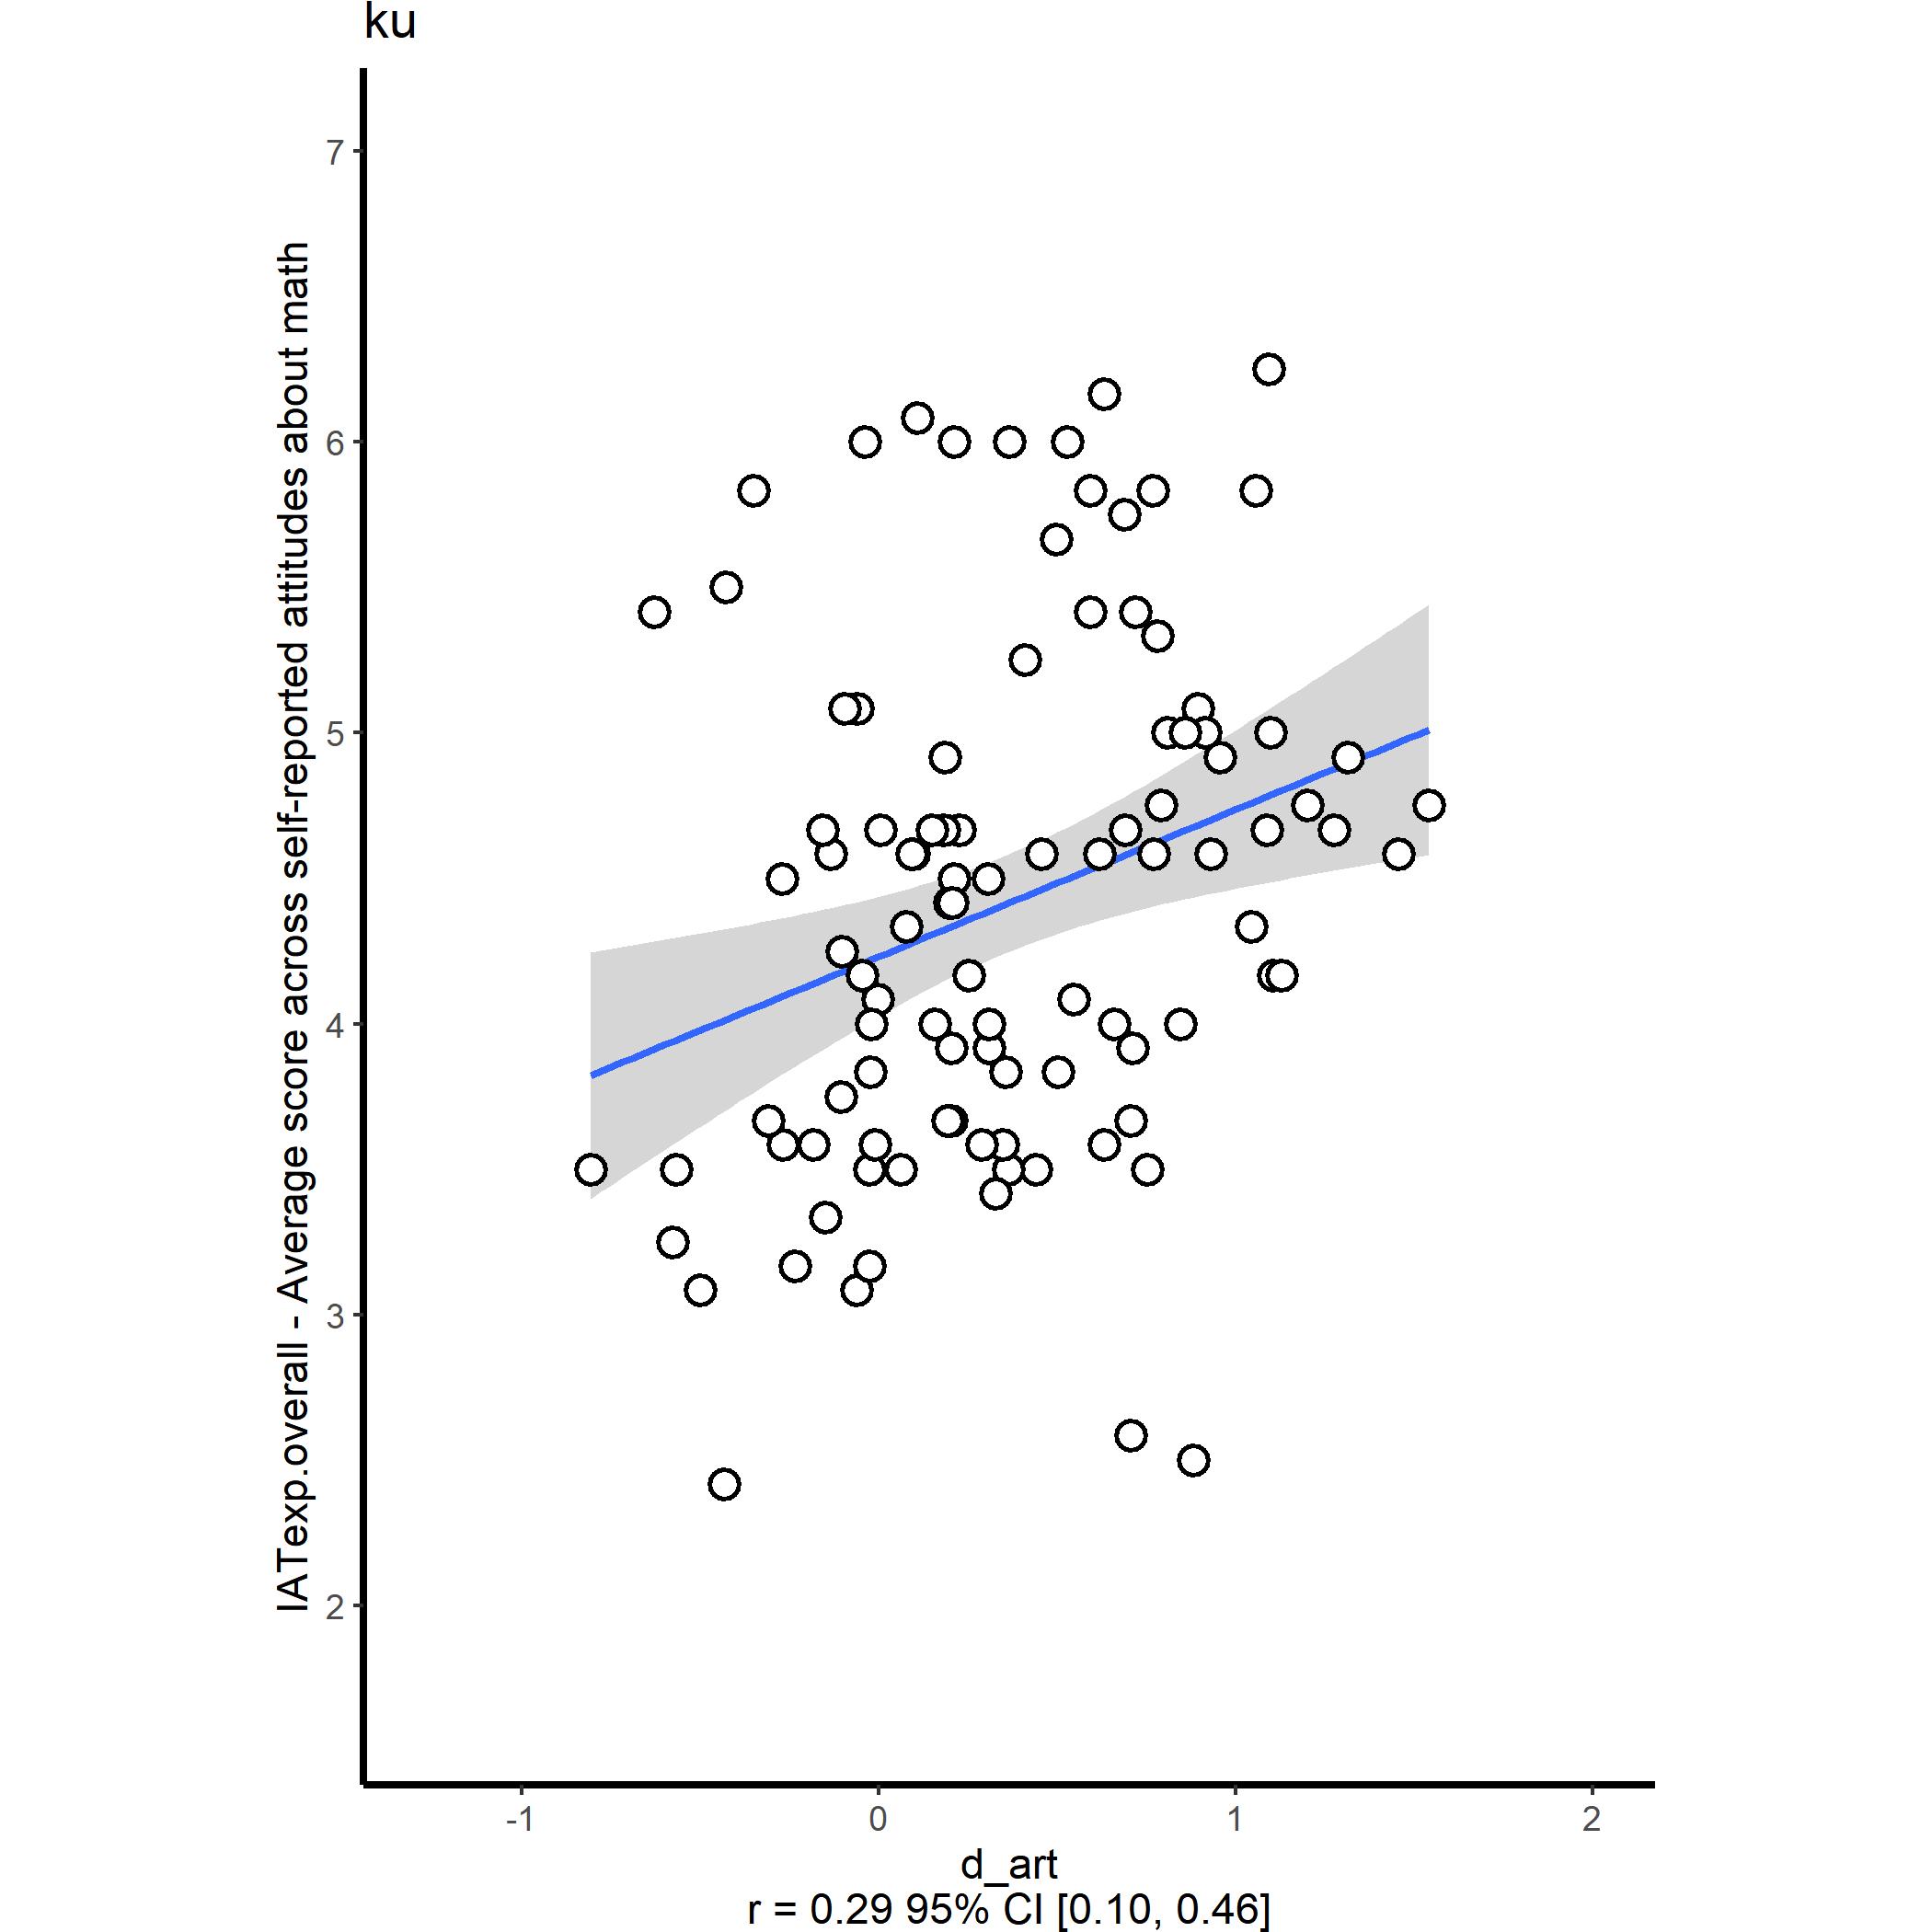 ku
IATexp.overall - Average score across self-reported attitudes about math
7
6
5
4
3
2
-1 0 1 2
d_art
r = 0.29 95% CI [0.10, 0.46]